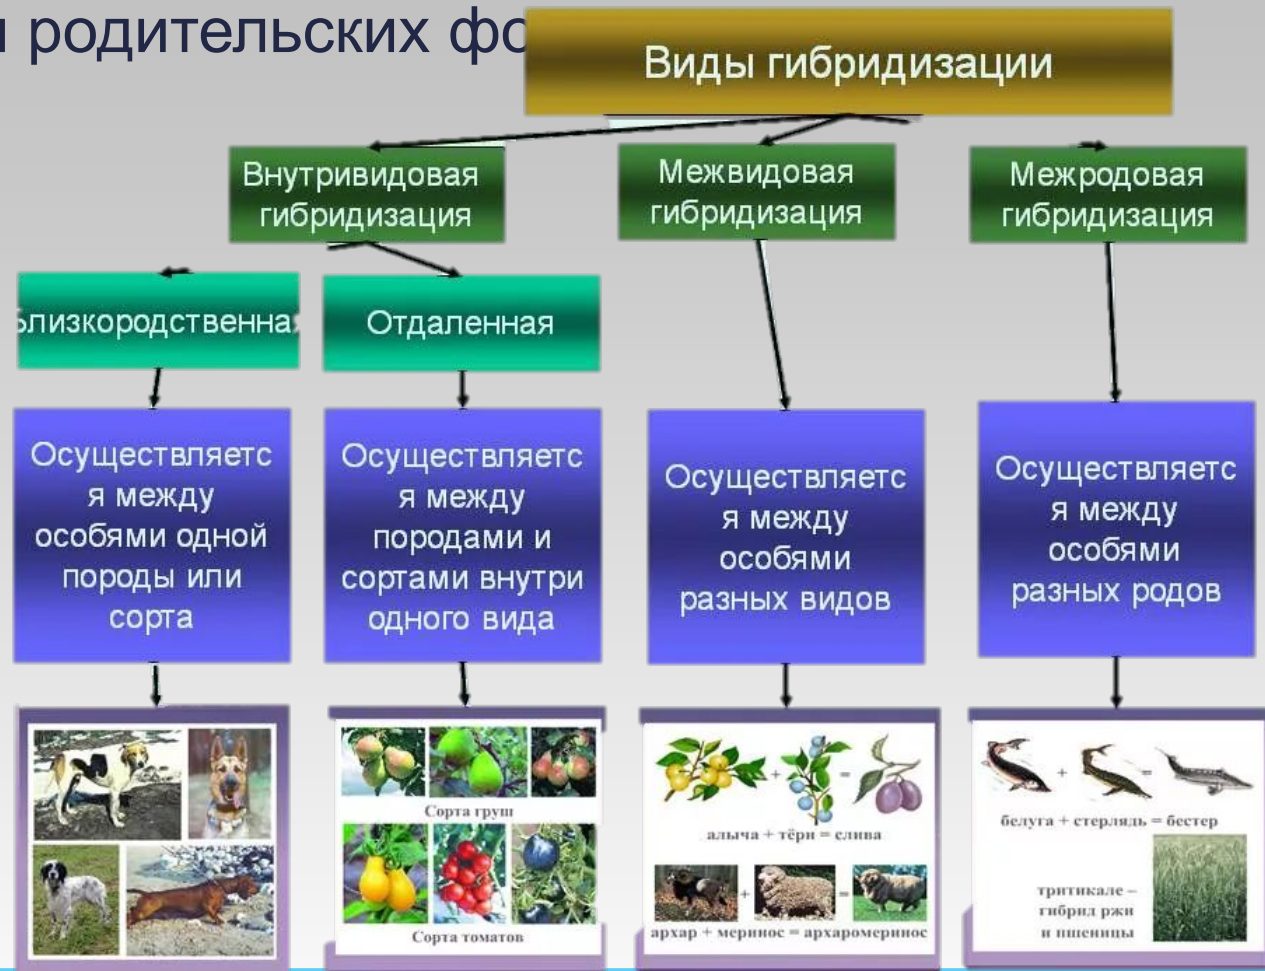 родительских фо
Виды гибридизации
Внутривидовая
гибридизация
Межвидовая
гибридизация
Межродовая
гибридизация
Близкородственная
Отдаленная
Осуществляетс
я между
особями одной
породы или
сорта
Осуществляетс
я между
породами и
сортами внутри
одного вида
Осуществляетс
я между
особями
разных видов
Осуществляетс
я между
особями
разных родов
Сорта груш
Сорта томатов
алыча + тёрн = слива
архар + меринос = архаромеринос
белуга + стерлядь = бестер
тритикале –
гибрид ржи
и пшеницы